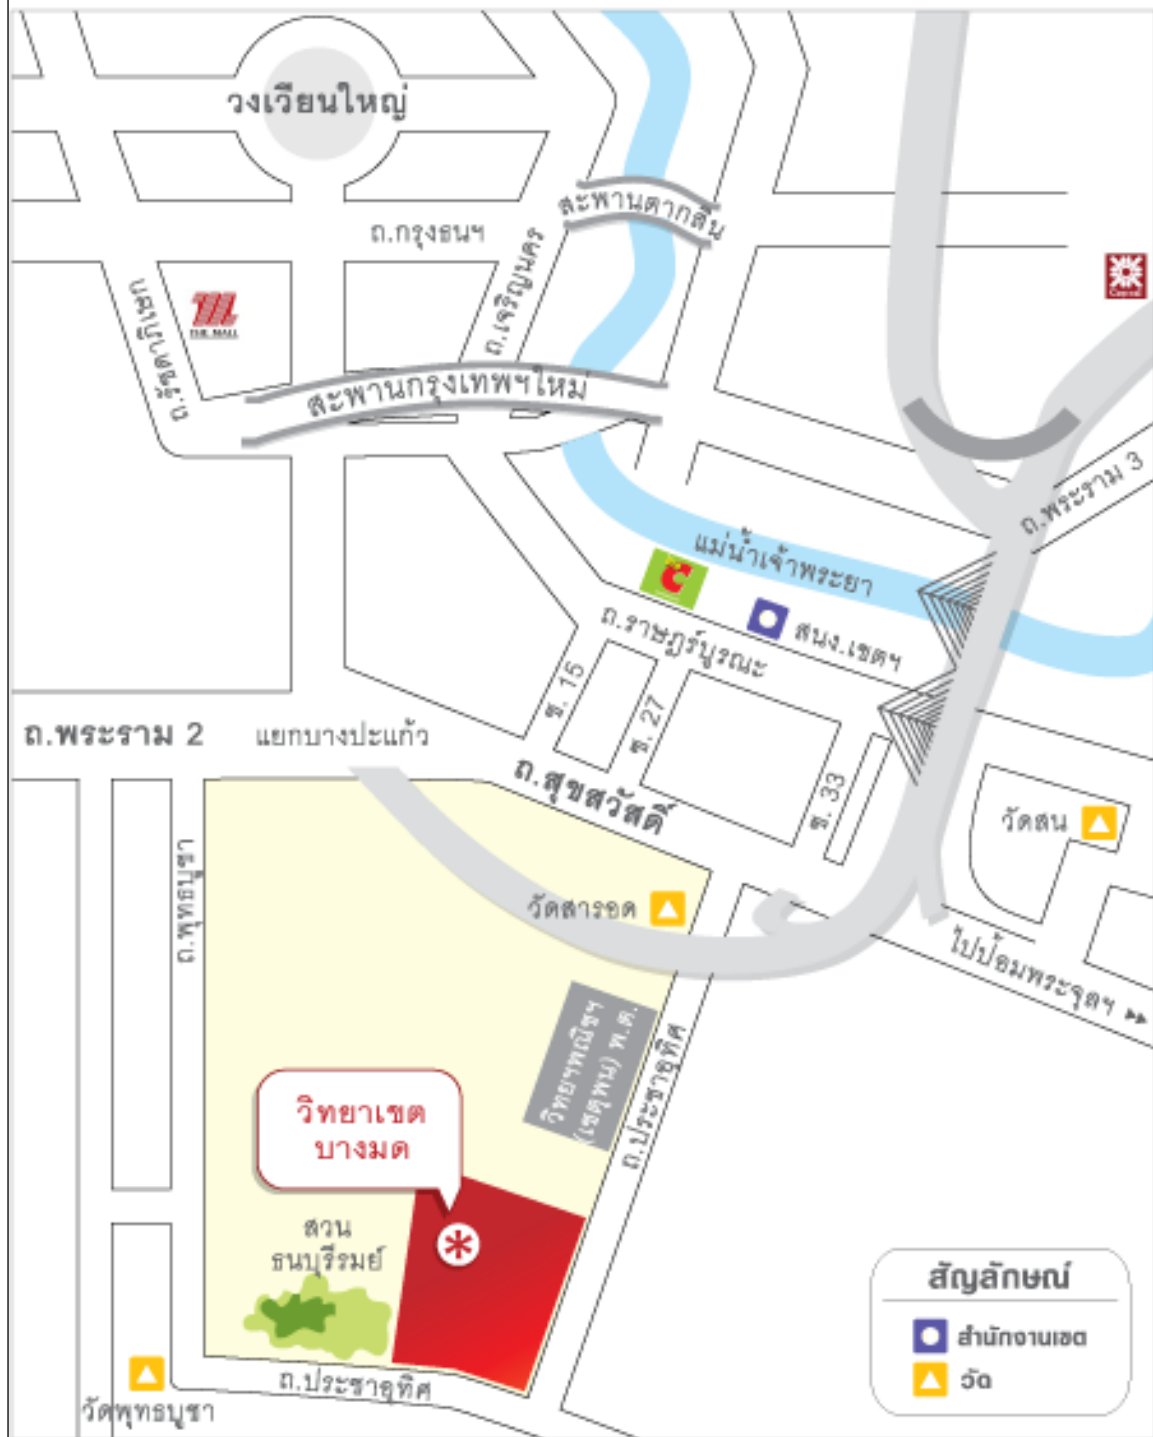 วงเวียนใหญ่
สะพานตากสิน
ถ.กรุงธนฯ
ถ.เจริญนคร
THE MALL
ถ.รัชดาภิเษก
สะพานกรุงเทพฯใหม่
ถ.พระราม 3
แม่น้ำเจ้าพระยา
ถ.ราษฎร์บูรณะ
สนง.เขตฯ
ซ. 15
ซ. 27
ซ. 33
ถ.พระราม 2
แยกบางปะแก้ว
ถ.สุขสวัสดิ์
วัดสน
ถ.พุทธบูชา
วัดสารอด
ไปป้อมพระจุลฯ
วิทยฯพณิชฯ
(เชตุพน) พ.ต.
ถ.ประชาอุทิศ
วิทยาเขต
บางมด
สวน
ธนบุรีรมย์
ถ.ประชาอุทิศ
วัดพุทธบูชา
สัญลักษณ์
สำนักงานเขต
วัด